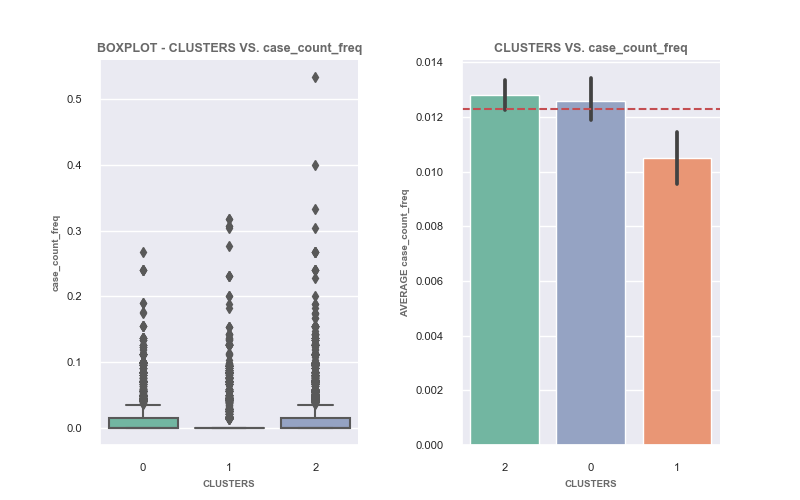 BOXPLOT - CLUSTERS VS. case_count_freq
case_count_freq
0.5
0.4
0.3
0.2
0.1
0.0
0 1 2
CLUSTERS
CLUSTERS VS. case_count_freq
AVERAGE case_count_freq
0.014
0.012
0.010
0.008
0.006
0.004
0.002
0.000
2 0 1
CLUSTERS